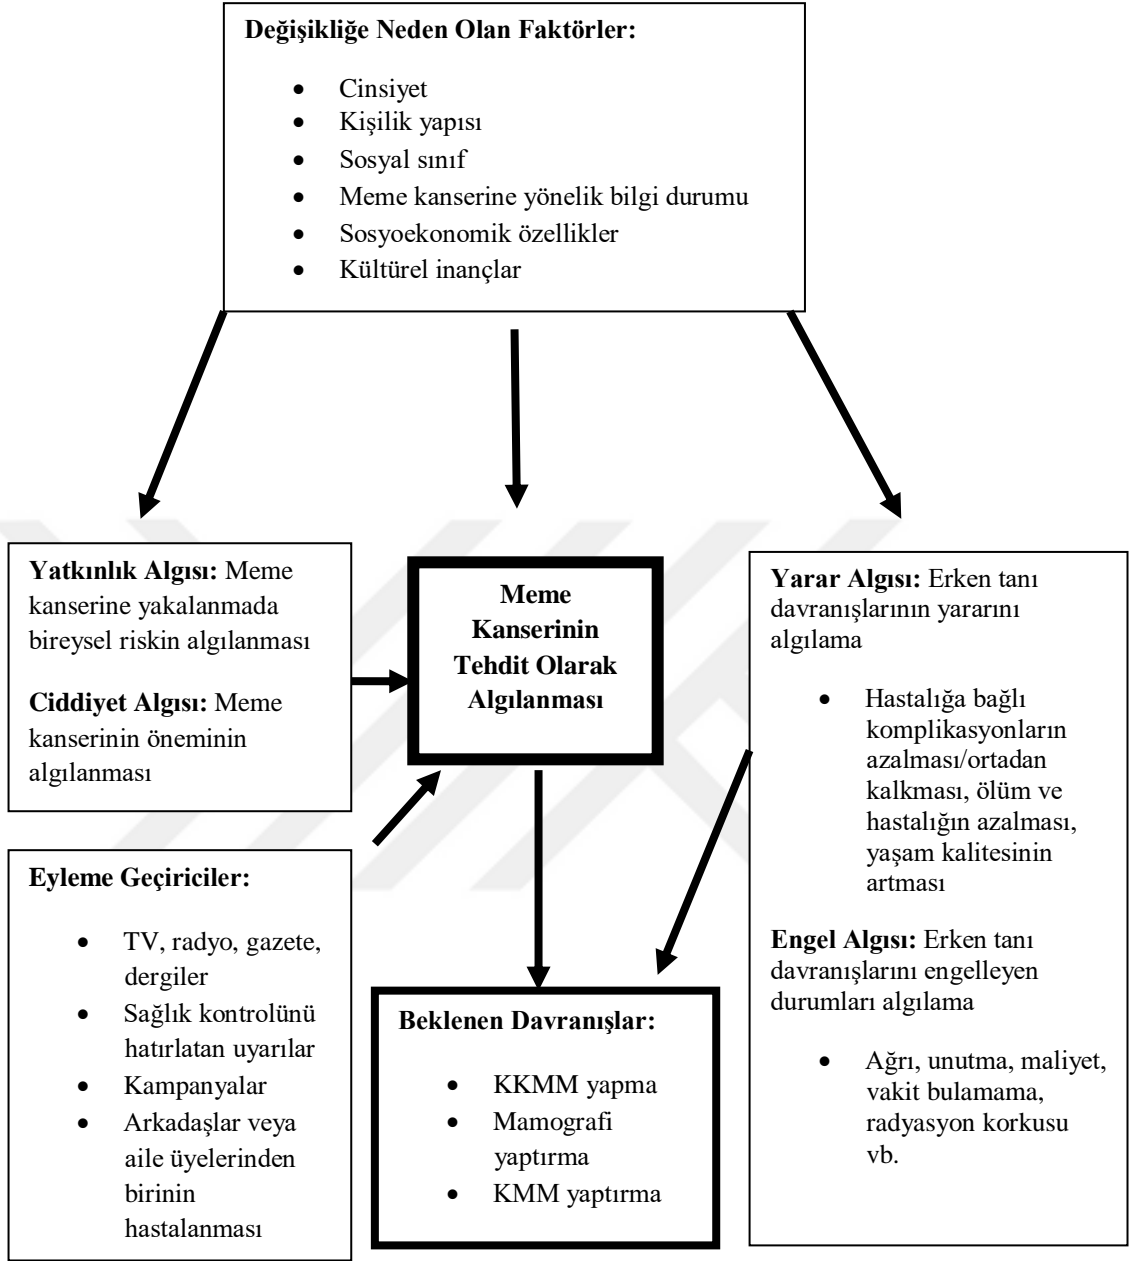 Değişikliğe Neden Olan Faktörler:
• Cinsiyet
• Kişilik yapısı
• Sosyal sınıf
• Meme kanserine yönelik bilgi durumu
• Sosyoekonomik özellikler
• Kültürel inançlar
Yatkınlık Algısı: Meme
kanserine yakalanmada
bireysel riskin algılanması
Ciddiyet Algısı: Meme
kanserinin öneminin
algılanması
Meme
Kanserinin
Tehdit Olarak
Algılanması
Yarar Algısı: Erken tanı
davranışlarının yararını
algılama
• Hastalığa bağlı
komplikasyonların
azalması/ortadan
kalkması, ölüm ve
hastalığın azalması,
yaşam kalitesinin
artması
Engel Algısı: Erken tanı
davranışlarını engelleyen
durumları algılama
• Ağrı, unutma, maliyet,
vakit bulamama,
radyasyon korkusu
vb.
Eyleme Geçiriciler:
• TV, radyo, gazete,
dergiler
• Sağlık kontrolünü
hatırlatan uyarılar
• Kampanyalar
• Arkadaşlar veya
aile üyelerinden
birinin
hastalanması
Beklenen Davranışlar:
• KKMM yapma
• Mamografi
yaptırma
• KMM yaptırma